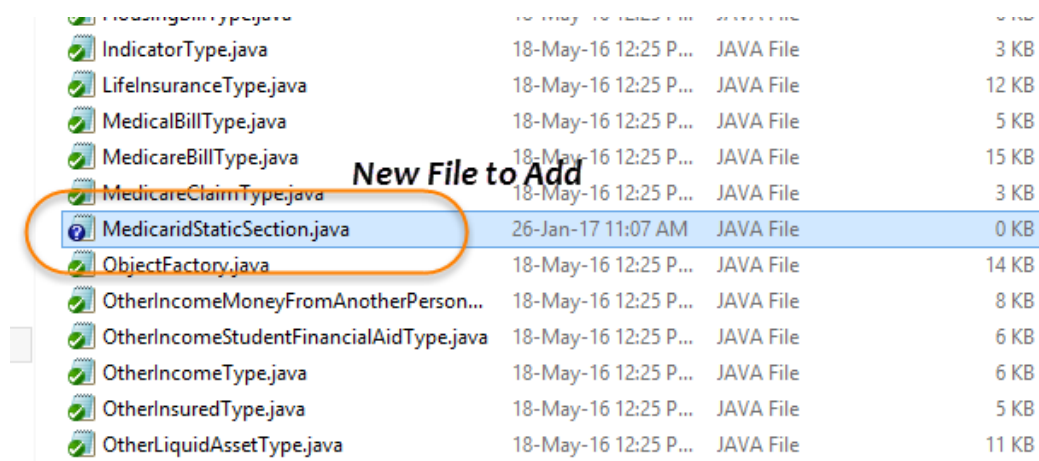 IndicatorType.java 18-May-16 12:25 P... JAVA File 3 KB
LifeInsuranceType.java 18-May-16 12:25 P... JAVA File 12 KB
MedicalBillType.java 18-May-16 12:25 P... JAVA File 5 KB
MedicareBillType.java 18-May-16 12:25 P... JAVA File 15 KB
New File to Add
MedicareClaimType.java 18-May-16 12:25 P... JAVA File 3 KB
MedicaridStaticSection.java 26-Jan-17 11:07 AM JAVA File 0 KB
ObjectFactory.java 18-May-16 12:25 P... JAVA File 14 KB
OtherIncomeMoneyFromAnotherPerson... 18-May-16 12:25 P... JAVA File 8 KB
OtherIncomeStudentFinancialAidType.java 18-May-16 12:25 P... JAVA File 6 KB
OtherIncomeType.java 18-May-16 12:25 P... JAVA File 6 KB
OtherInsuredType.java 18-May-16 12:25 P... JAVA File 5 KB
OtherLiquidAssetType.java 18-May-16 12:25 P... JAVA File 11 KB